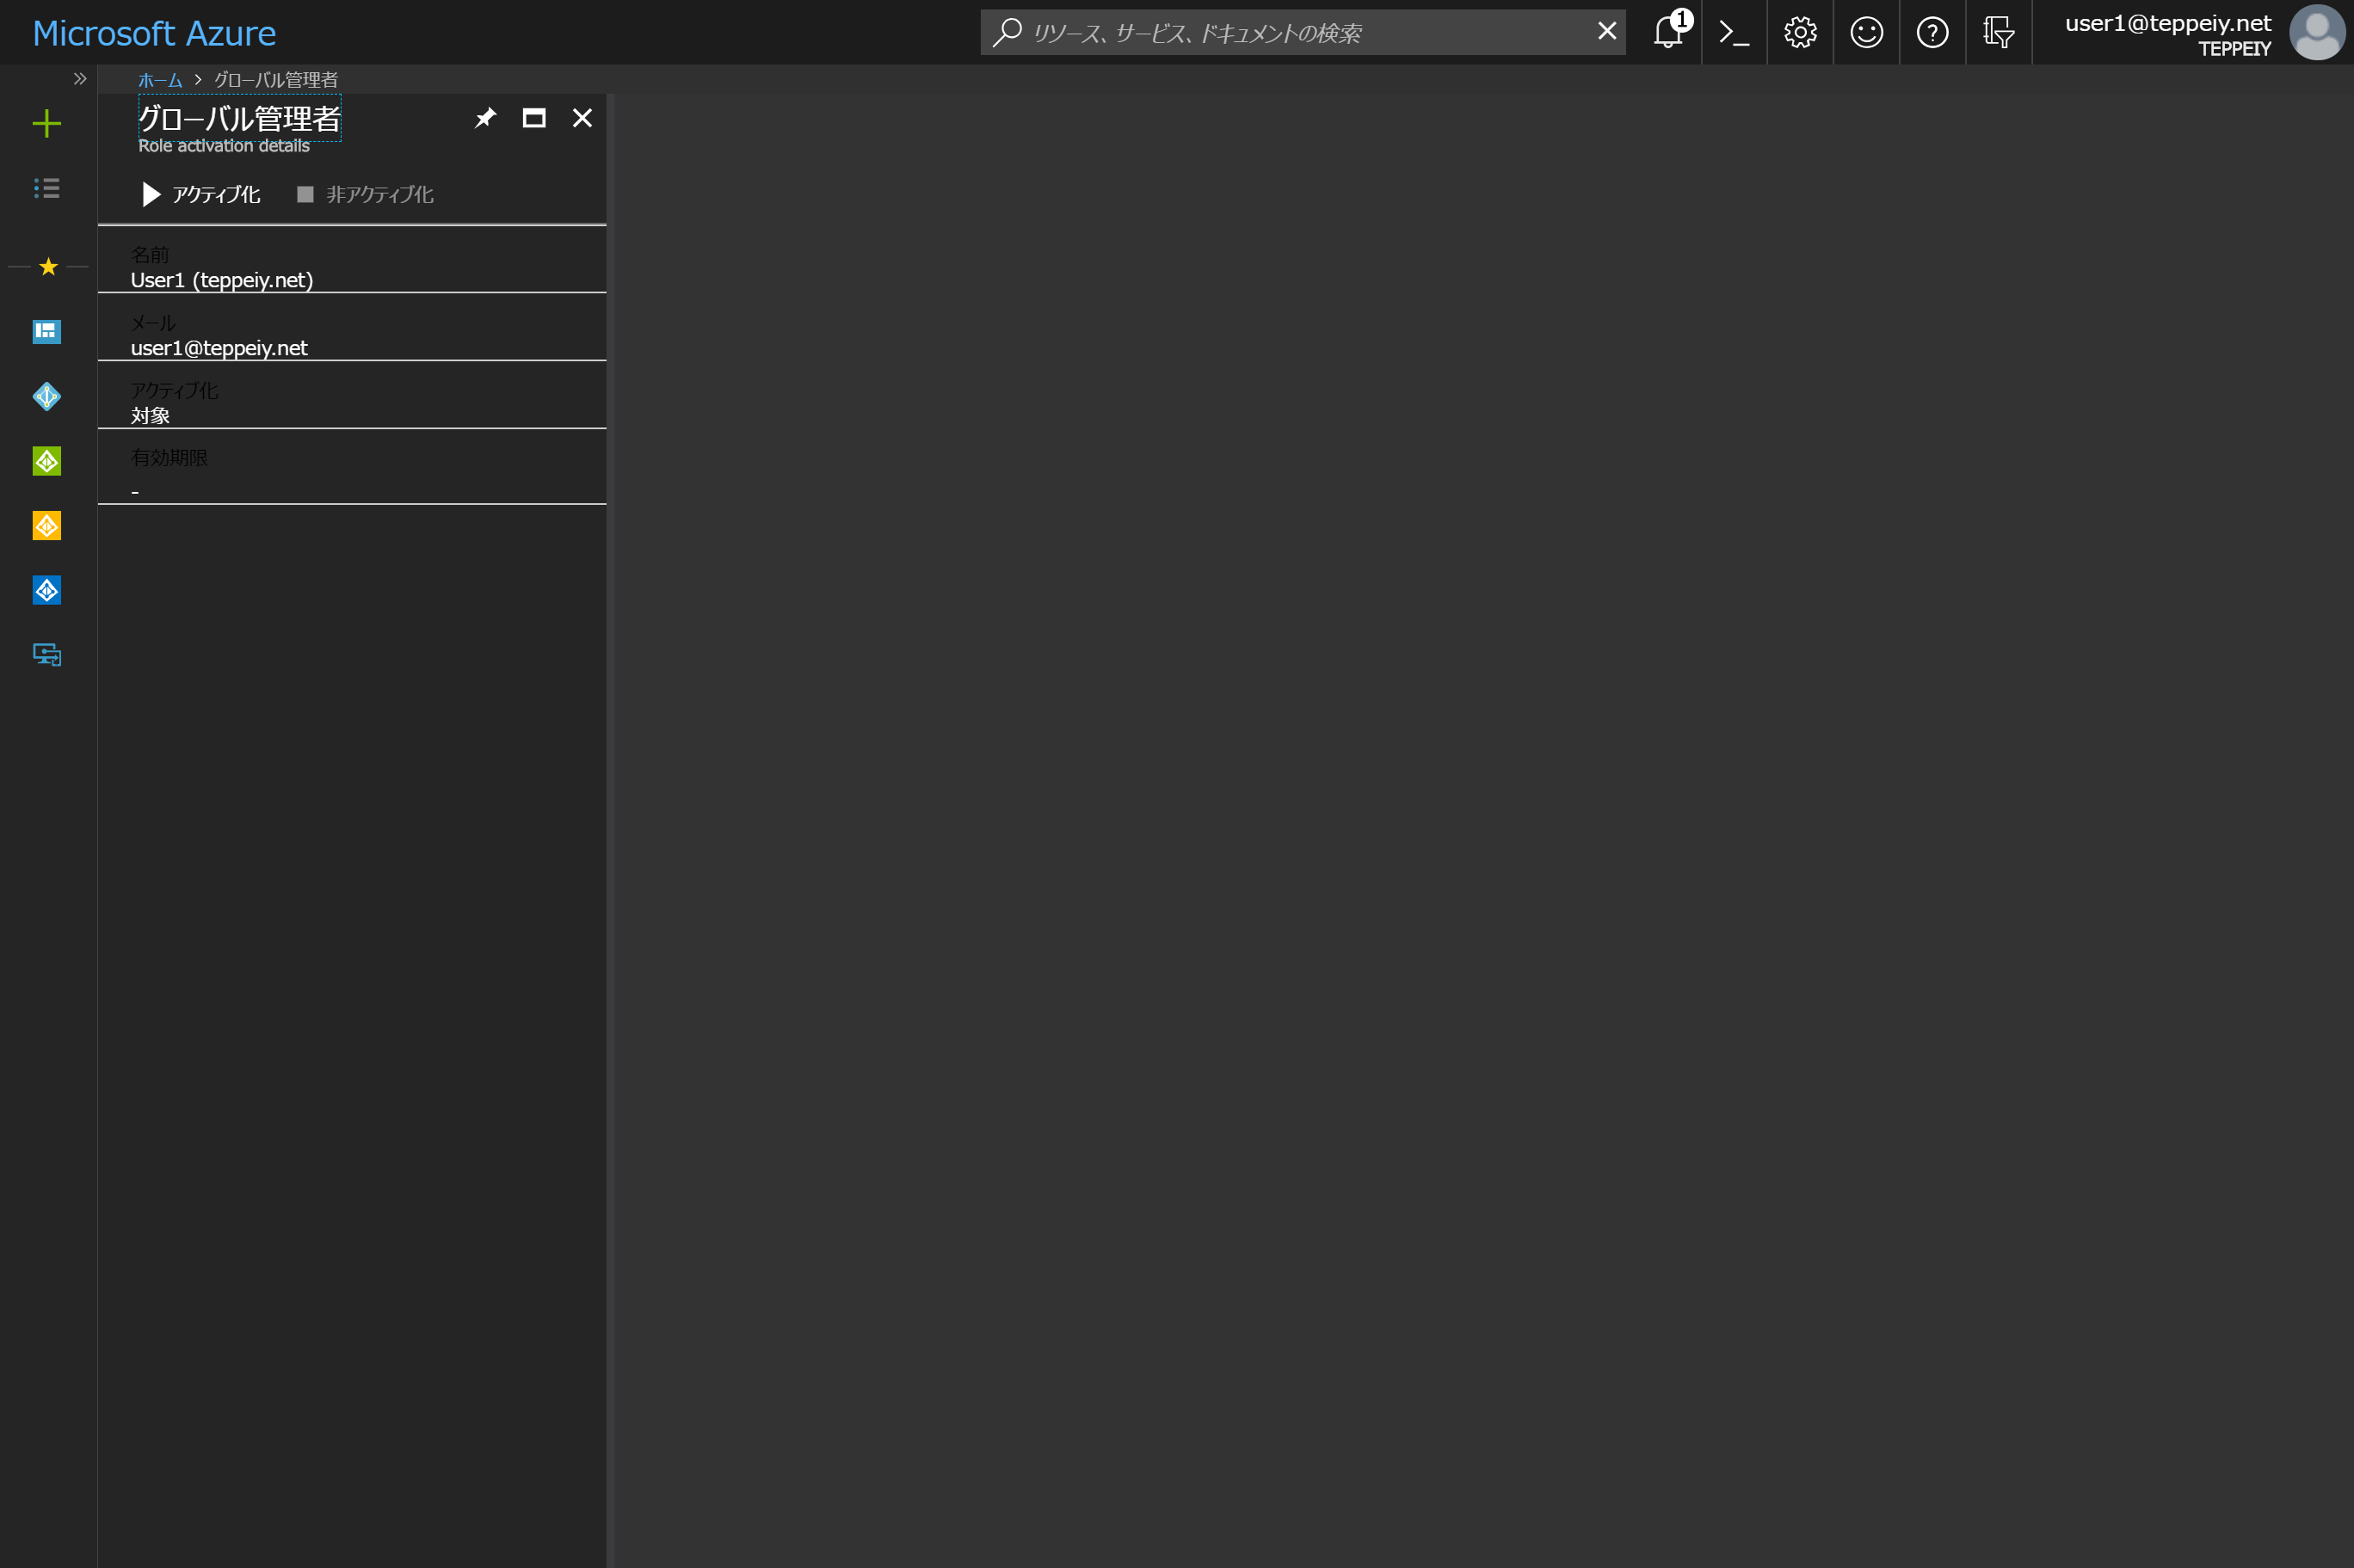 Microsoft Azure
リソース、サービス、ドキュメントの検索
1
user1@teppeiy.net
TEPPEIY
ホーム > グローバル管理者
グローバル管理者
Role activation details
アクティブ化
非アクティブ化
名前
User1 (teppeiy.net)
メール
user1@teppeiy.net
アクティブ化
対象
有効期限
-